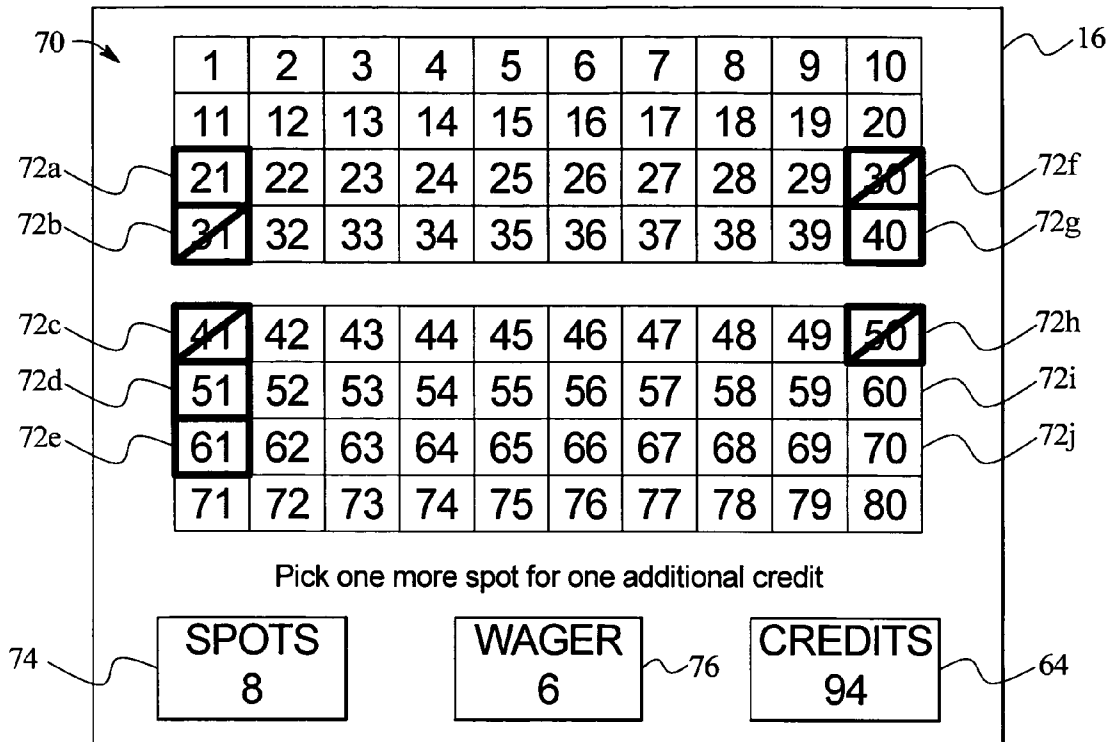 70 1 2 3 4 5 6 7 8 9 10 16
11 12 13 14 15 16 17 18 19 20
72a 21 22 23 24 25 26 27 28 29 30 72f
72b 31 32 33 34 35 36 37 38 39 40 72g
72c 41 42 43 44 45 46 47 48 49 50 72h
72d 51 52 53 54 55 56 57 58 59 60 72i
72e 61 62 63 64 65 66 67 68 69 70 72j
71 72 73 74 75 76 77 78 79 80
Pick one more spot for one additional credit
SPOTS WAGER CREDITS
74 8 6 76 94 64